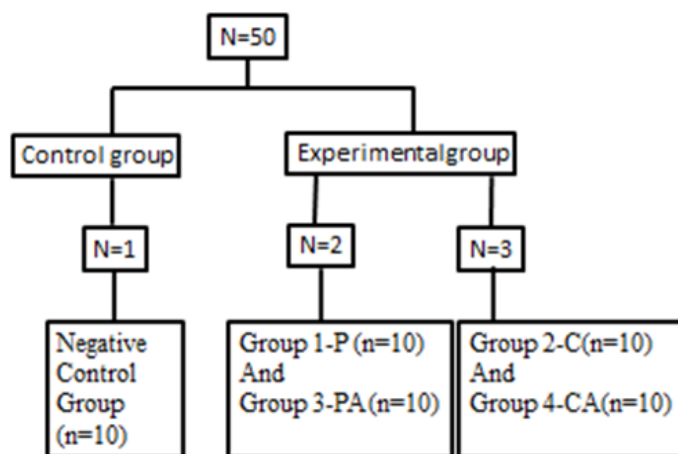 N=50
Control group
Experimentalgroup
N=1
N=2
N=3
Negative
Control
Group
(n=10)
Group 1-P (n=10)
And
Group 3-PA(n=10)
Group 2-C(n=10)
And
Group 4-CA(n=10)